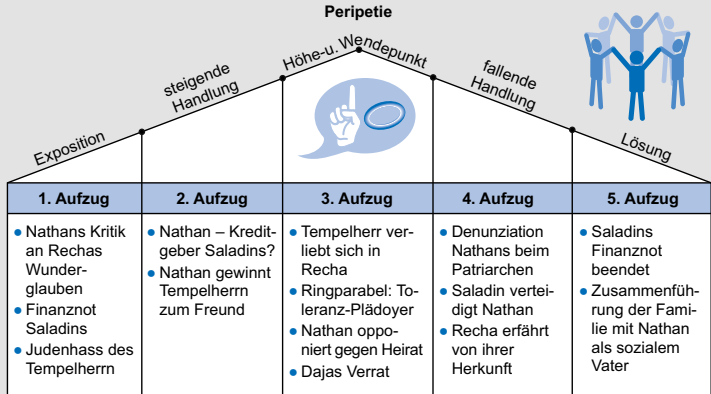 Peripetie
Exposition
steigende
Handlung
Höhe-u. Wendepunkt
fallende
Handlung
Lösung
1. Aufzug
2. Aufzug
3. Aufzug
4. Aufzug
5. Aufzug
• Nathans Kritik
an Rechas
Wunder-
glauben
• Finanznot
Saladins
• Judenhass des
Tempelherrn
• Nathan – Kredit-
geber Saladins?
• Nathan gewinnt
Tempelherrn
zum Freund
• Tempelherr ver-
liebt sich in
Recha
• Ringparabel: To-
leranz-Plädoyer
• Nathan oppo-
niert gegen Heirat
• Dajas Verrat
• Denunziation
Nathans beim
Patriarchen
• Saladin vertei-
digt Nathan
• Recha erfährt
von ihrer
Herkunft
• Saladins
Finanznot
beendet
• Zusammenfüh-
rung der Fami-
lie mit Nathan
als sozialem
Vater